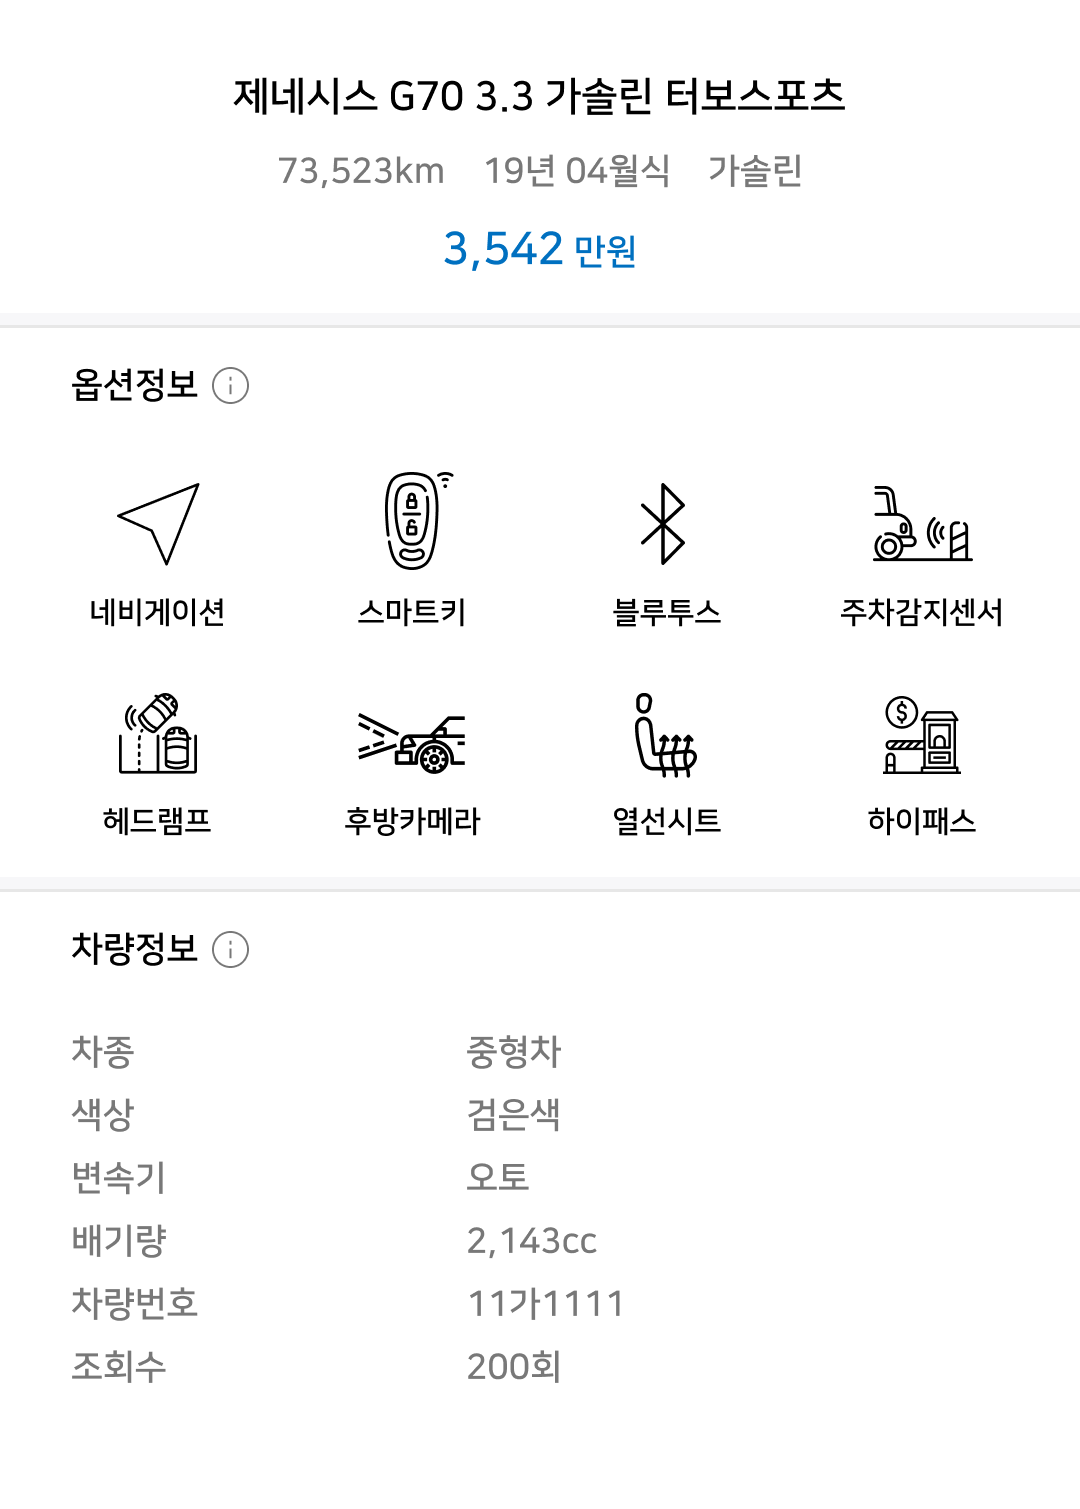 제네시스 G70 3.3 가솔린 터보스포츠
73,523km 19년 04월식 가솔린
3,542 만원
옵션정보
네비게이션 스마트키 블루투스 주차감지센서
헤드램프 후방카메라 열선시트 하이패스
차량정보
차종 중형차
색상 검은색
변속기 오토
배기량 2,143cc
차량번호 11가1111
조회수 200회